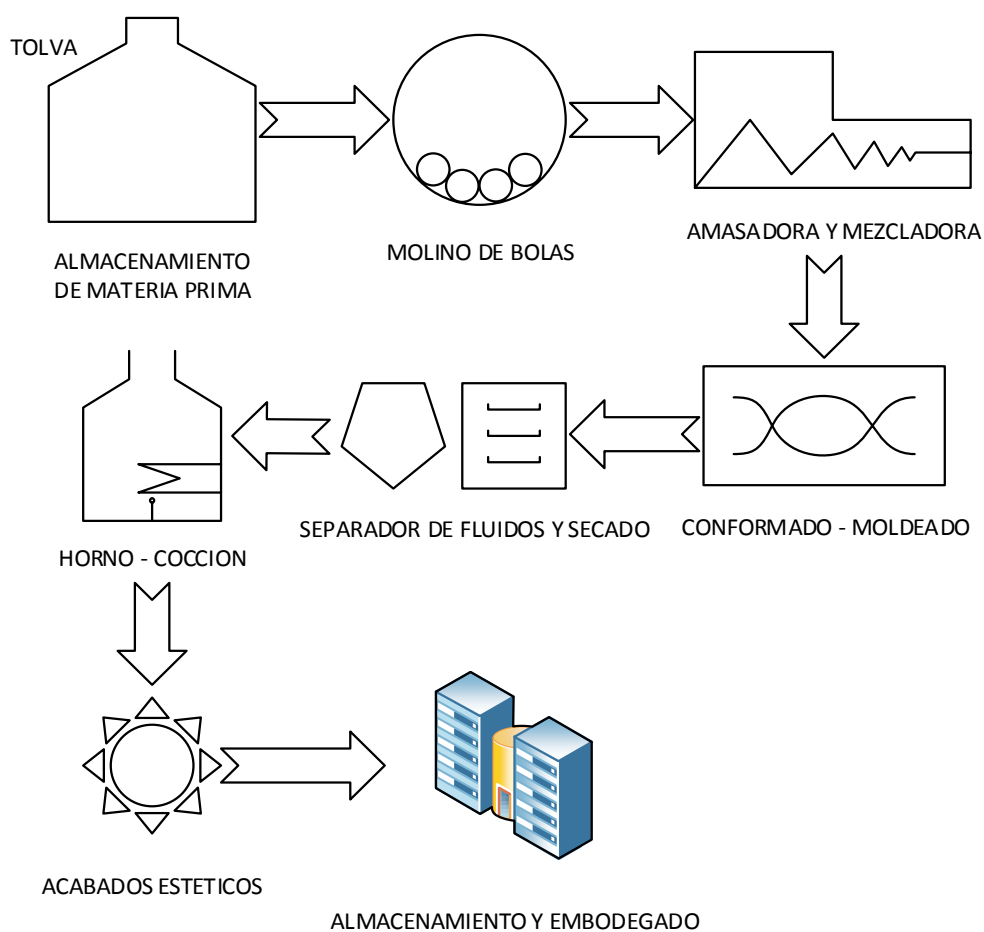 TOLVA
ALMACENAMIENTO
DE MATERIA PRIMA
MOLINO DE BOLAS
AMASADORA Y MEZCLADORA
HORNO - COCCION
SEPARADOR DE FLUIDOS Y SECADO
CONFORMADO - MOLDEADO
ACABADOS ESTETICOS
ALMACENAMIENTO Y EMBODEGADO